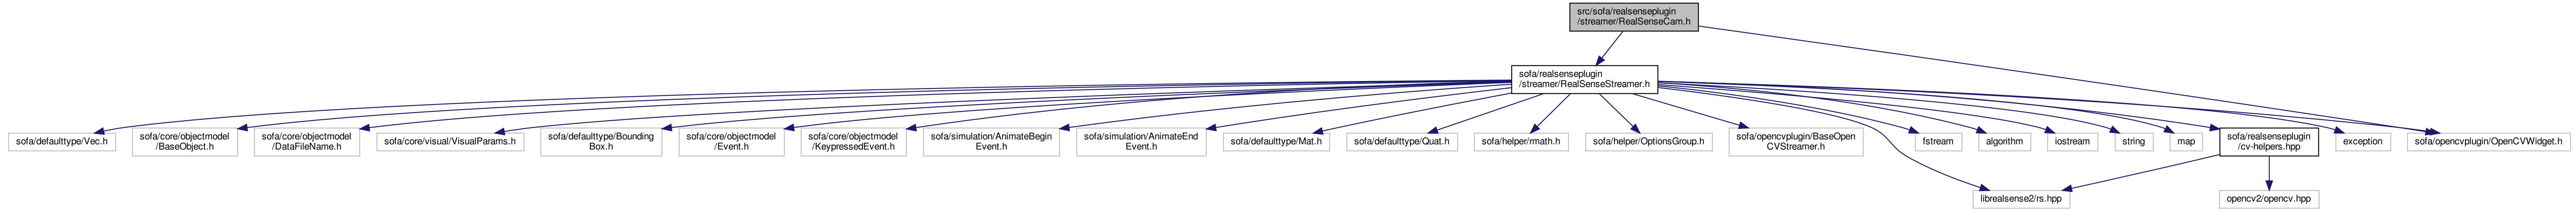 src/sofa/realsenseplugin
/streamer/RealSenseCam.h
sofa/realsenseplugin
/streamer/RealSenseStreamer.h
sofa/defaulttype/Vec.h
sofa/core/objectmodel
/BaseObject.h
sofa/core/objectmodel
/DataFileName.h
sofa/core/visual/VisualParams.h
sofa/defaulttype/Bounding
Box.h
sofa/core/objectmodel
/Event.h
sofa/core/objectmodel
/KeypressedEvent.h
sofa/simulation/AnimateBegin
Event.h
sofa/simulation/AnimateEnd
Event.h
sofa/defaulttype/Mat.h
sofa/defaulttype/Quat.h
sofa/helper/rmath.h
sofa/helper/OptionsGroup.h
sofa/opencvplugin/BaseOpen
CVStreamer.h
fstream
algorithm
iostream
string
map
sofa/realsenseplugin
/cv-helpers.hpp
exception
sofa/opencvplugin/OpenCVWidget.h
librealsense2/rs.hpp
opencv2/opencv.hpp